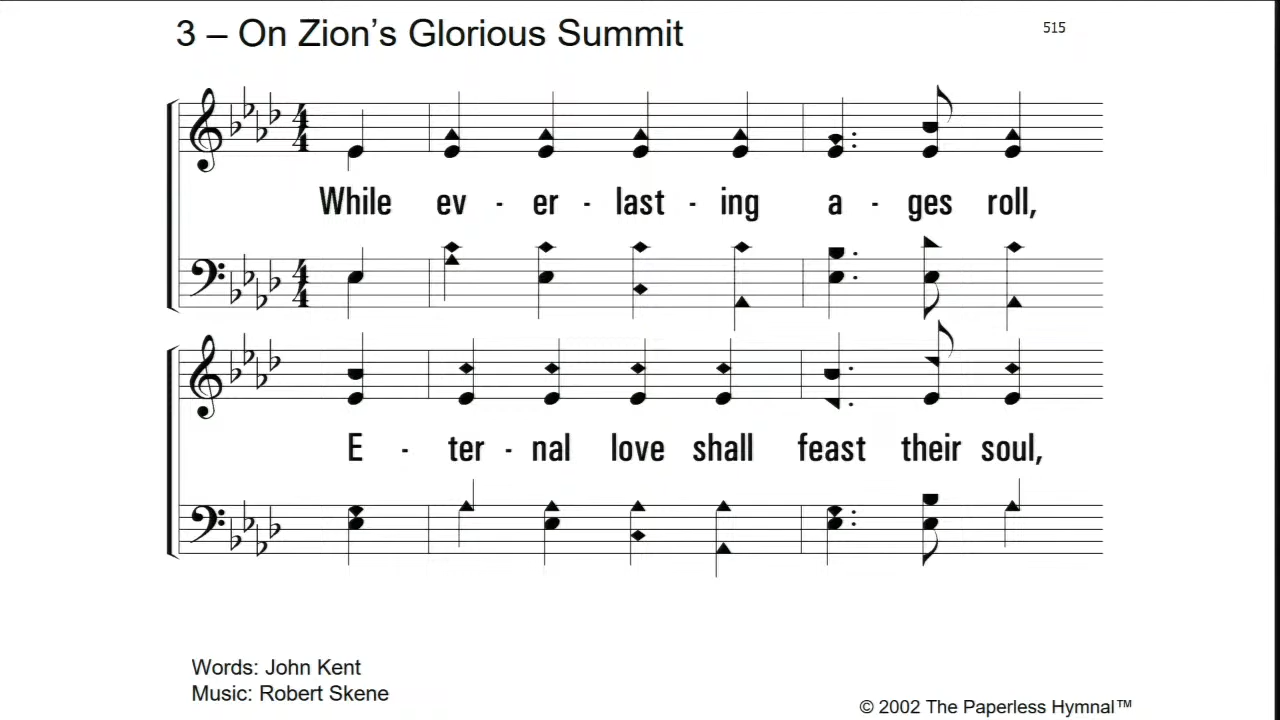 3 – On Zion’s Glorious Summit
515
While ev - er - last - ing a - ges roll,
E - ter - nal love shall feast their soul,
Words: John Kent
Music: Robert Skene
© 2002 The Paperless Hymnal™